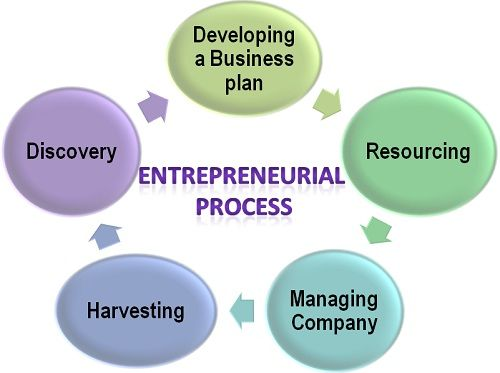 Developing
a Business
plan
Discovery
Resourcing
ENTREPRENEURIAL
PROCESS
Harvesting
Managing
Company